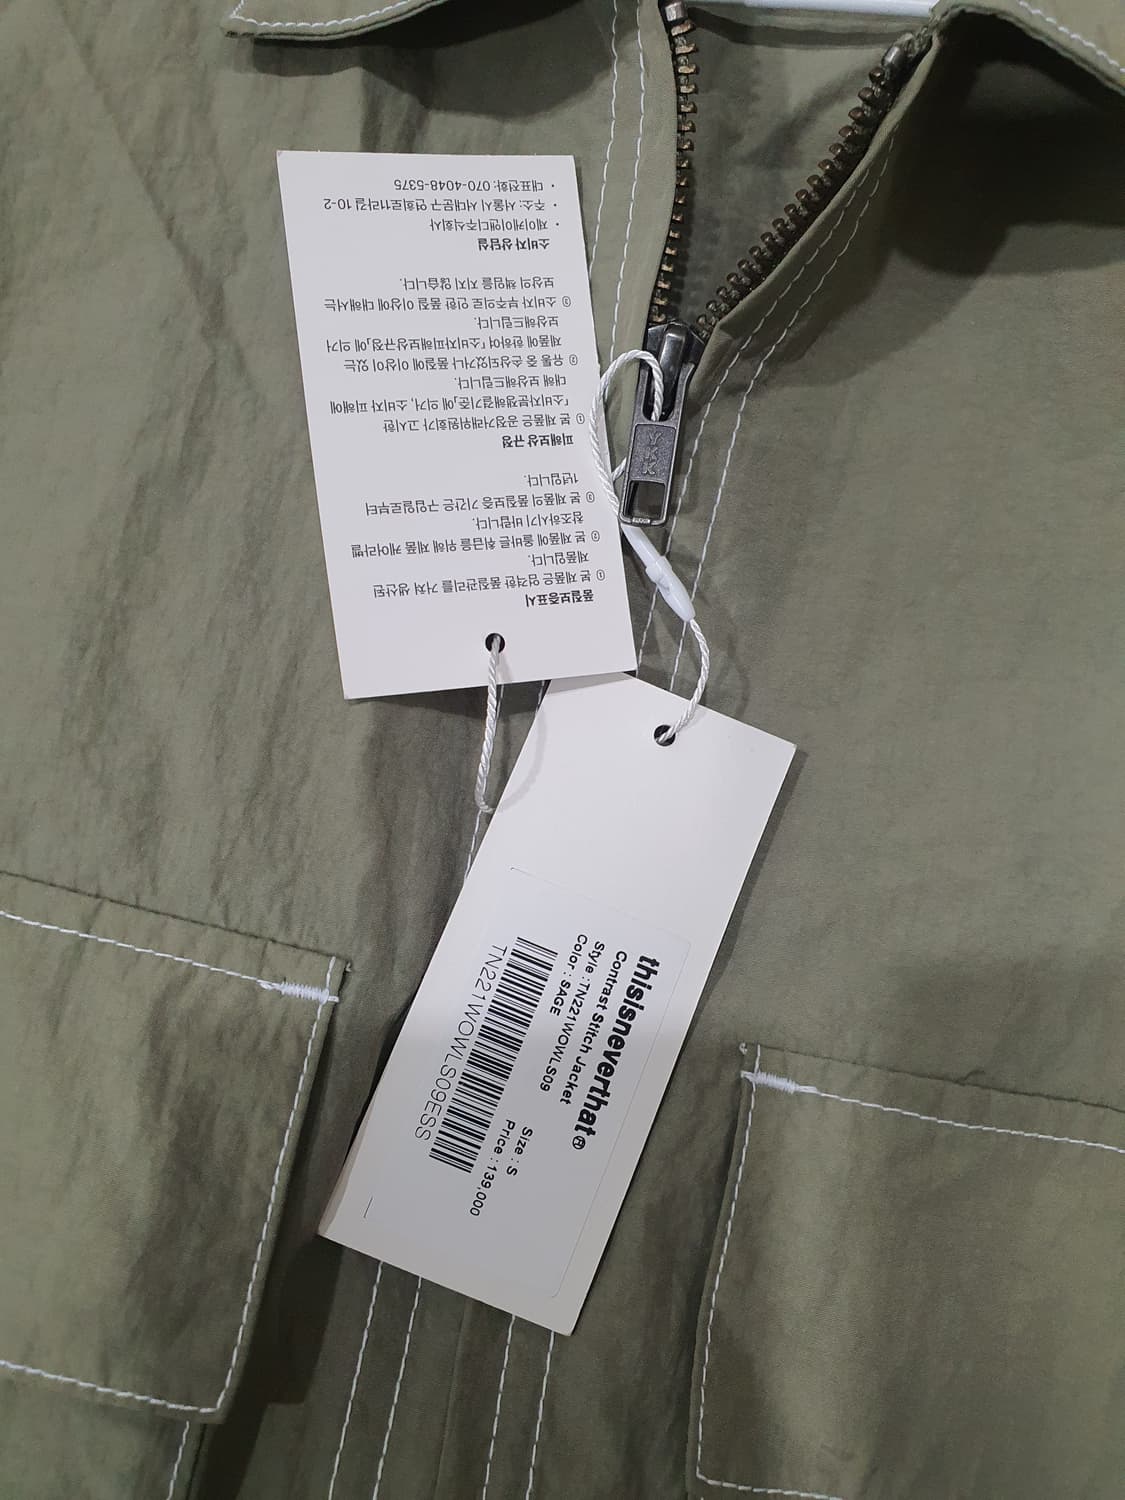 품질보증표시
① 본 제품은 엄격한 품질관리를 거쳐 생산된
제품입니다.
② 본 제품에 올바른 취급을 위해 제품 케어라벨
참조하시기 바랍니다.
③ 본 제품의 품질보증 기간은 구입일로부터
1년입니다.
피해보상규정
① 본 제품은 공정거래위원회가 고시한
「소비자분쟁해결기준」에 의거, 소비자 피해에
대해 보상해드립니다.
② 유통 중 손상되었거나 품질에 이상이 있는
제품에 한하여 「소비자피해보상규정」에 의거
보상해드립니다.
③ 소비자 부주의로 인한 품질 이상에 대해서는
보상의 책임을 지지 않습니다.
소비자 상담실
• 제이케이앤디주식회사
• 주소: 서울시 서대문구 연희로11라길 10-2
• 대표전화: 070-4048-5375
YKK
thisisneverthat®
Contrast Stitch Jacket
Style : TN221WOWLS09
Color : SAGE
Size : S
Price : 139,000
TN221WOWLS09ESS